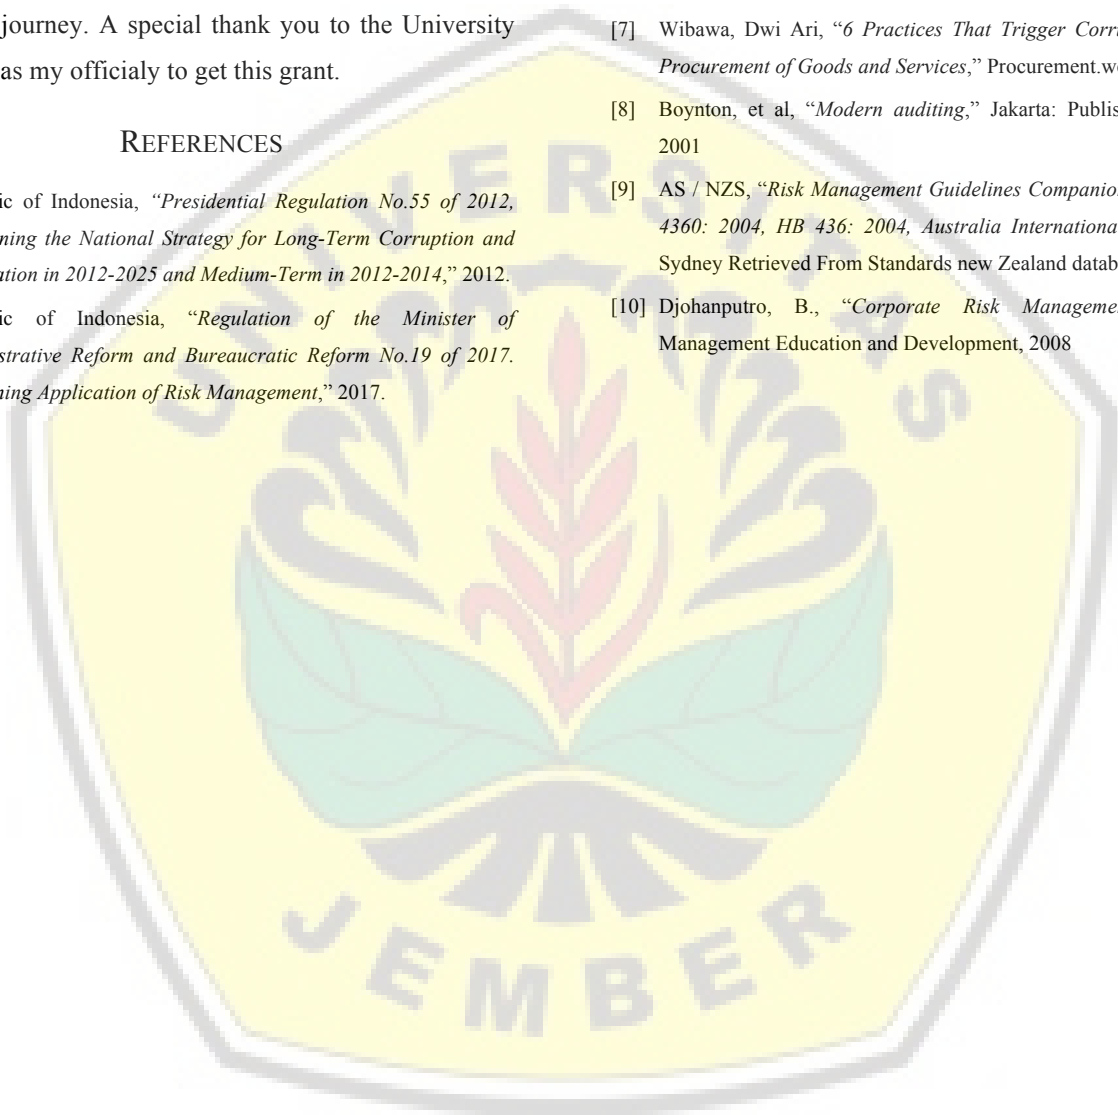 journey. A special thank you to the University
as my officialy to get this grant.
REFERENCES
ic of Indonesia, “Presidential Regulation No.55 of 2012,
ning the National Strategy for Long-Term Corruption and
ation in 2012-2025 and Medium-Term in 2012-2014,” 2012.
ic of Indonesia, “Regulation of the Minister of
strative Reform and Bureaucratic Reform No.19 of 2017.
ning Application of Risk Management,” 2017.
[7] Wibawa, Dwi Ari, “6 Practices That Trigger Corr
Procurement of Goods and Services,” Procurement.w
[8] Boynton, et al, “Modern auditing,” Jakarta: Publis
2001
[9] AS / NZS, “Risk Management Guidelines Companio
4360: 2004, HB 436: 2004, Australia Internationa
Sydney Retrieved From Standards new Zealand datab
[10] Djohanputro, B., “Corporate Risk Manageme
Management Education and Development, 2008
UNIVERSITAS
JEMBER